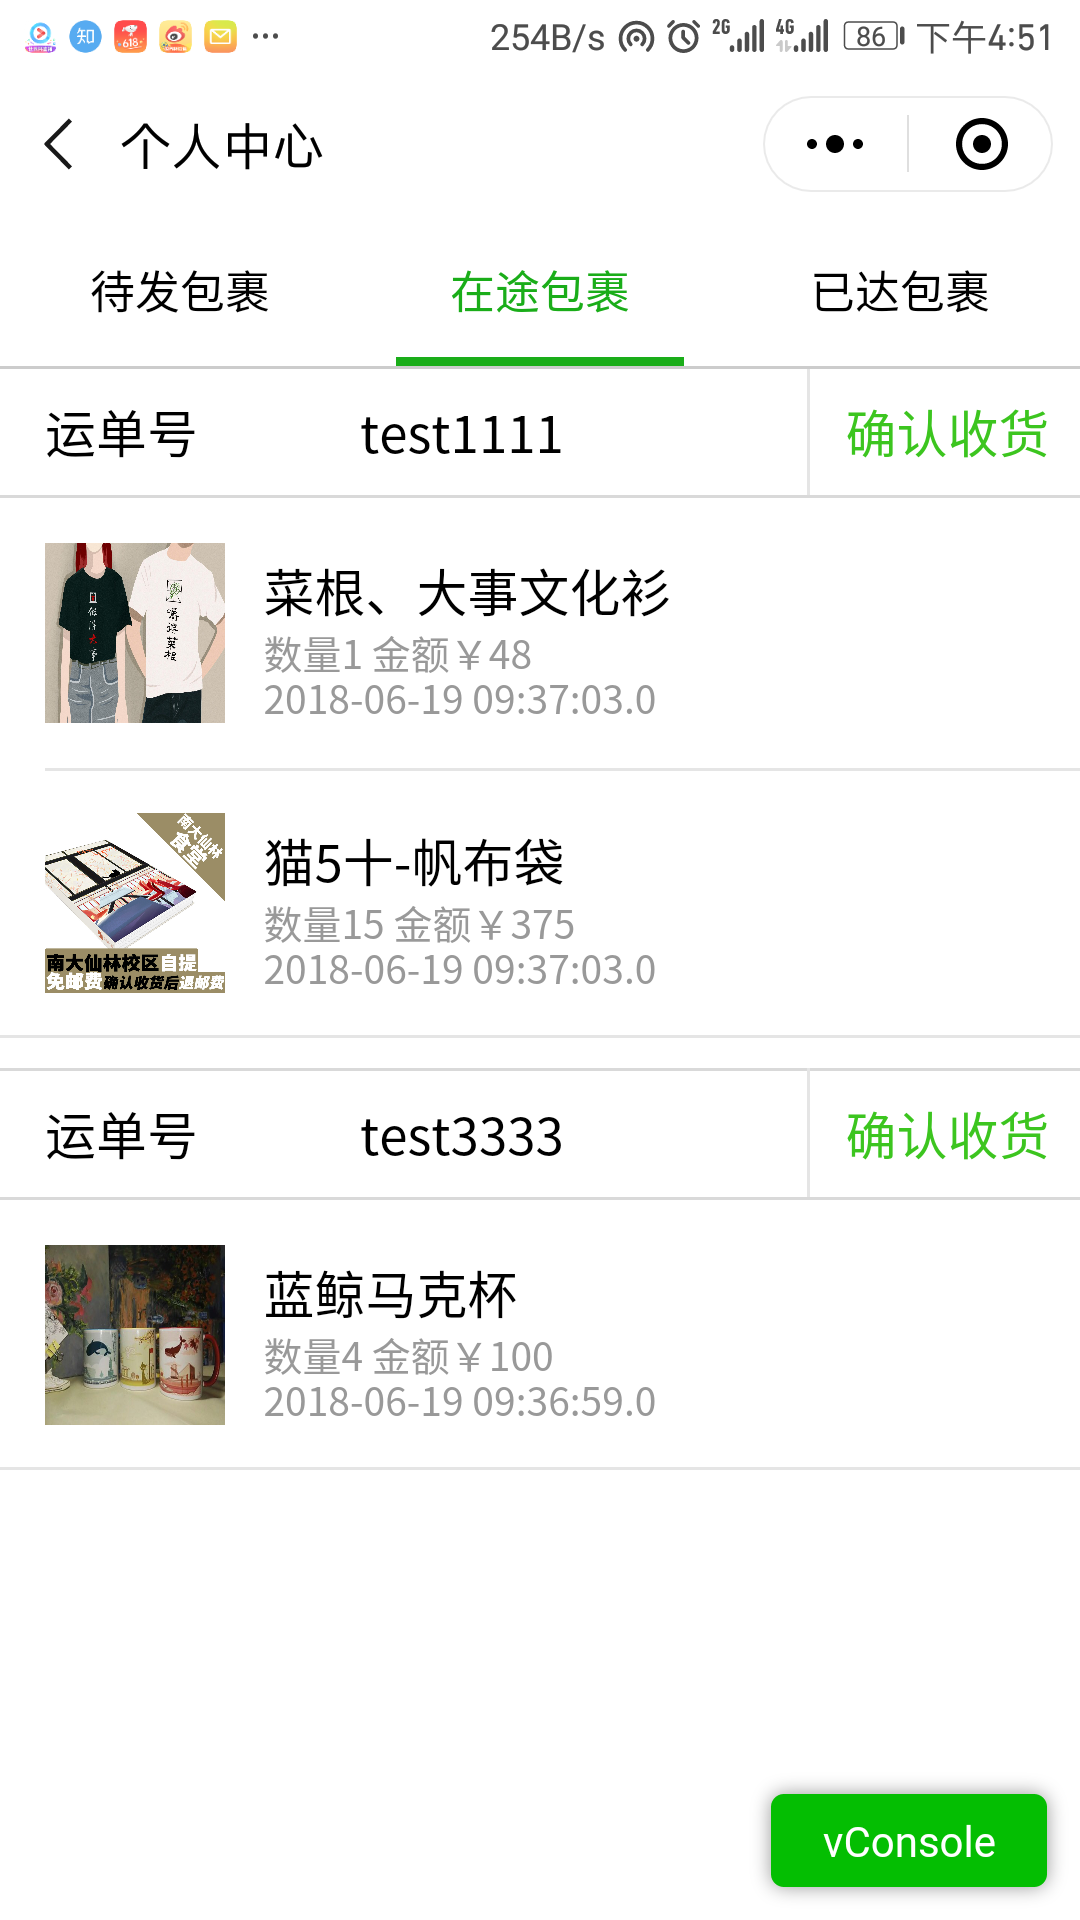 254B/s 2G 4G 86 下午4:51
个人中心
待发包裹 在途包裹 已达包裹
运单号 test1111 确认收货
菜根、大事文化衫
数量1 金额￥48
2018-06-19 09:37:03.0
南大仙林
食堂
猫5十-帆布袋
数量15 金额￥375
2018-06-19 09:37:03.0
南大仙林校区自提
免邮费确认收货后退邮费
运单号 test3333 确认收货
蓝鲸马克杯
数量4 金额￥100
2018-06-19 09:36:59.0
vConsole